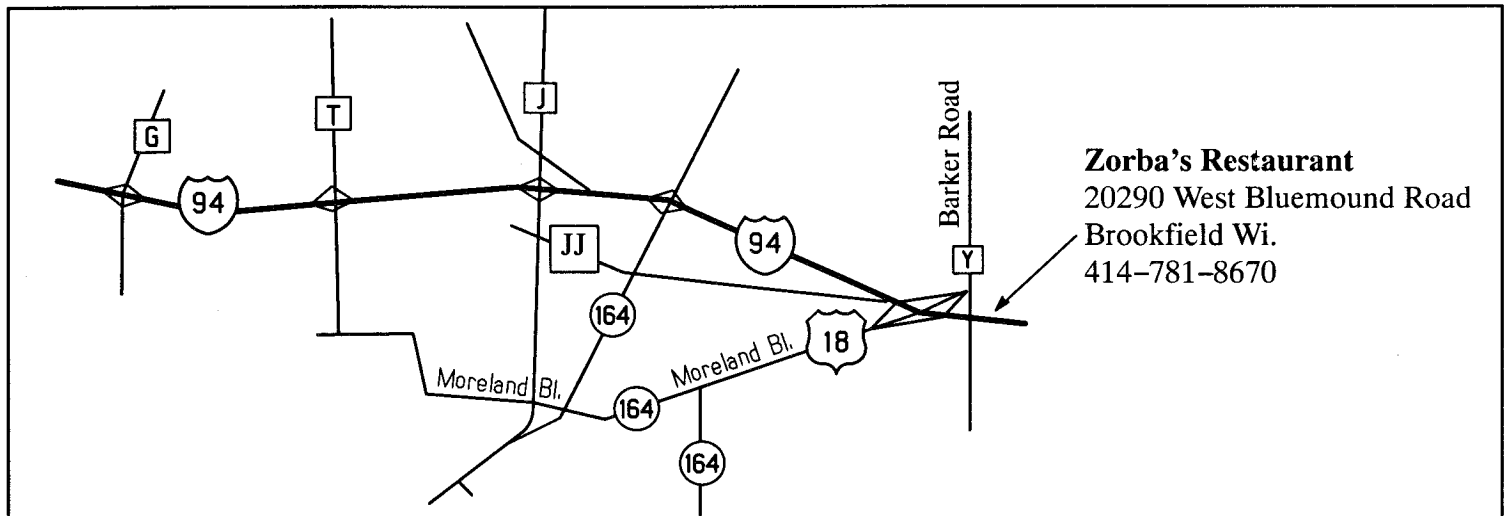 G
T
J
Barker Road
94
JJ
94
Y
Zorba's Restaurant
20290 West Bluemound Road
Brookfield Wi.
414–781–8670
164
18
Moreland Bl.
Moreland Bl.
164
164